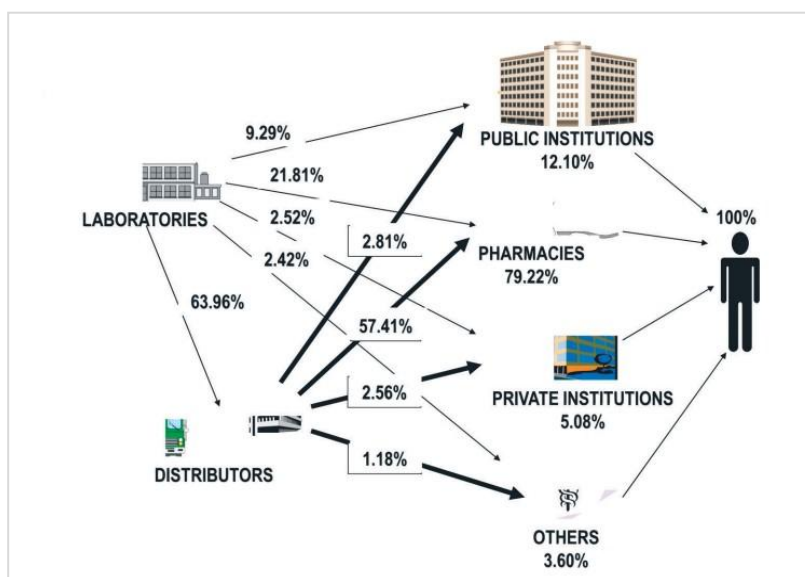 9.29%
PUBLIC INSTITUTIONS
12.10%
21.81%
LABORATORIES
2.52%
2.81%
100%
2.42%
PHARMACIES
79.22%
63.96%
57.41%
2.56%
PRIVATE INSTITUTIONS
5.08%
1.18%
DISTRIBUTORS
OTHERS
3.60%